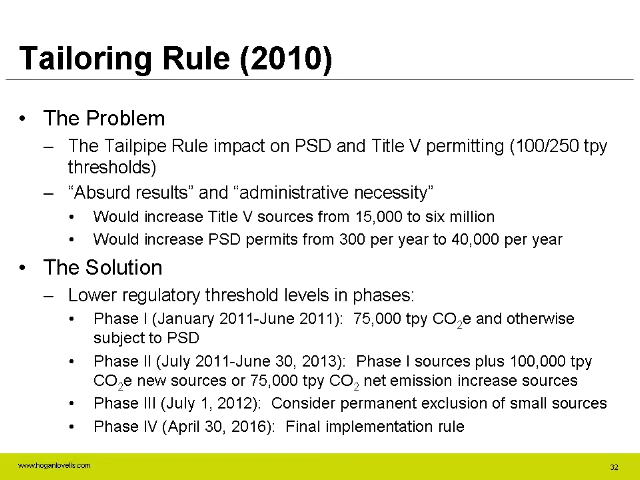 Tailoring Rule (2010)
• The Problem
– The Tailpipe Rule impact on PSD and Title V permitting (100/250 tpy
thresholds)
– “Absurd results” and “administrative necessity”
• Would increase Title V sources from 15,000 to six million
• Would increase PSD permits from 300 per year to 40,000 per year
• The Solution
– Lower regulatory threshold levels in phases:
• Phase I (January 2011-June 2011): 75,000 tpy CO2e and otherwise
subject to PSD
• Phase II (July 2011-June 30, 2013): Phase I sources plus 100,000 tpy
CO2e new sources or 75,000 tpy CO2 net emission increase sources
• Phase III (July 1, 2012): Consider permanent exclusion of small sources
• Phase IV (April 30, 2016): Final implementation rule
www.hoganlovells.com
32